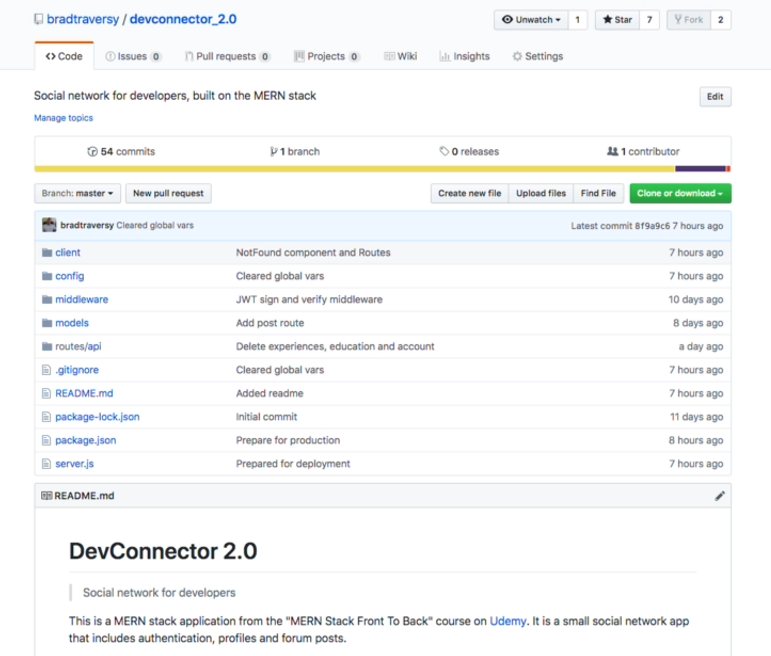 bradtraversy / devconnector_2.0 Unwatch 1 Star 7 Fork 2
Code Issues 0 Pull requests 0 Projects 0 Wiki Insights Settings
Social network for developers, built on the MERN stack Edit
Manage topics
54 commits 1 branch 0 releases 1 contributor
Branch: master New pull request Create new file Upload files Find File Clone or download
bradtraversy Cleared global vars Latest commit 8f9a9c6 7 hours ago
client NotFound component and Routes 7 hours ago
config Cleared global vars 7 hours ago
middleware JWT sign and verify middleware 10 days ago
models Add post route 8 days ago
routes/api Delete experiences, education and account a day ago
.gitignore Cleared global vars 7 hours ago
README.md Added readme 7 hours ago
package-lock.json Initial commit 11 days ago
package.json Prepare for production 8 hours ago
server.js Prepared for deployment 7 hours ago
README.md
DevConnector 2.0
Social network for developers
This is a MERN stack application from the "MERN Stack Front To Back" course on Udemy. It is a small social network app
that includes authentication, profiles and forum posts.